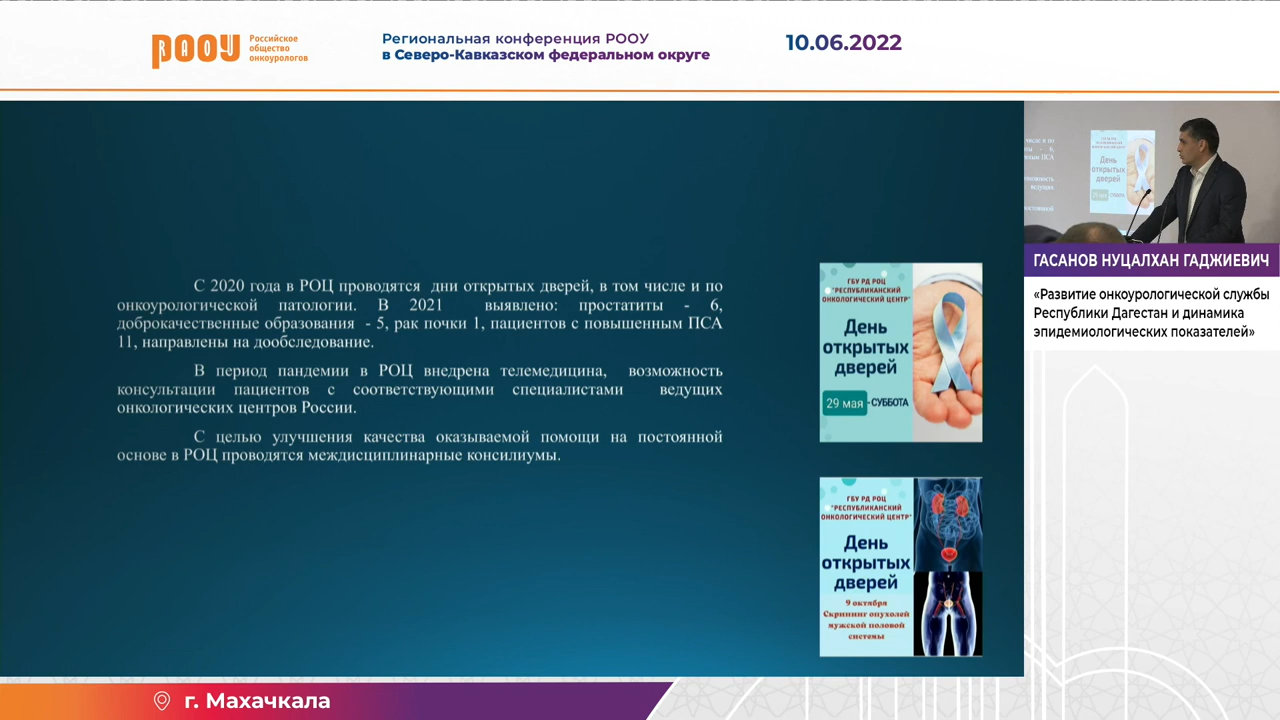 РООУ
Российское
общество
онкоурологов
Региональная конференция РООУ
в Северо-Кавказском федеральном округе
10.06.2022
С 2020 года в РОЦ проводятся дни открытых дверей, в том числе и по
онкоурологической патологии. В 2021 выявлено: простатиты - 6,
доброкачественные образования - 5, рак почки 1, пациентов с повышенным ПСА
11, направлены на дообследование.
В период пандемии в РОЦ внедрена телемедицина, возможность
консультации пациентов с соответствующими специалистами ведущих
онкологических центров России.
С целью улучшения качества оказываемой помощи на постоянной
основе в РОЦ проводятся междисциплинарные консилиумы.
ГБУ РД РОЦ
"РЕСПУБЛИКАНСКИЙ
ОНКОЛОГИЧЕСКИЙ ЦЕНТР"
День
открытых
дверей
29 мая -СУББОТА
ГБУ РД РОЦ
"РЕСПУБЛИКАНСКИЙ
ОНКОЛОГИЧЕСКИЙ ЦЕНТР"
День
открытых
дверей
9 октября
Скрининг опухолей
мужской половой
системы
День
открытых
дверей
ГАСАНОВ НУЦАЛХАН ГАДЖИЕВИЧ
«Развитие онкоурологической службы
Республики Дагестан и динамика
эпидемиологических показателей»
г. Махачкала